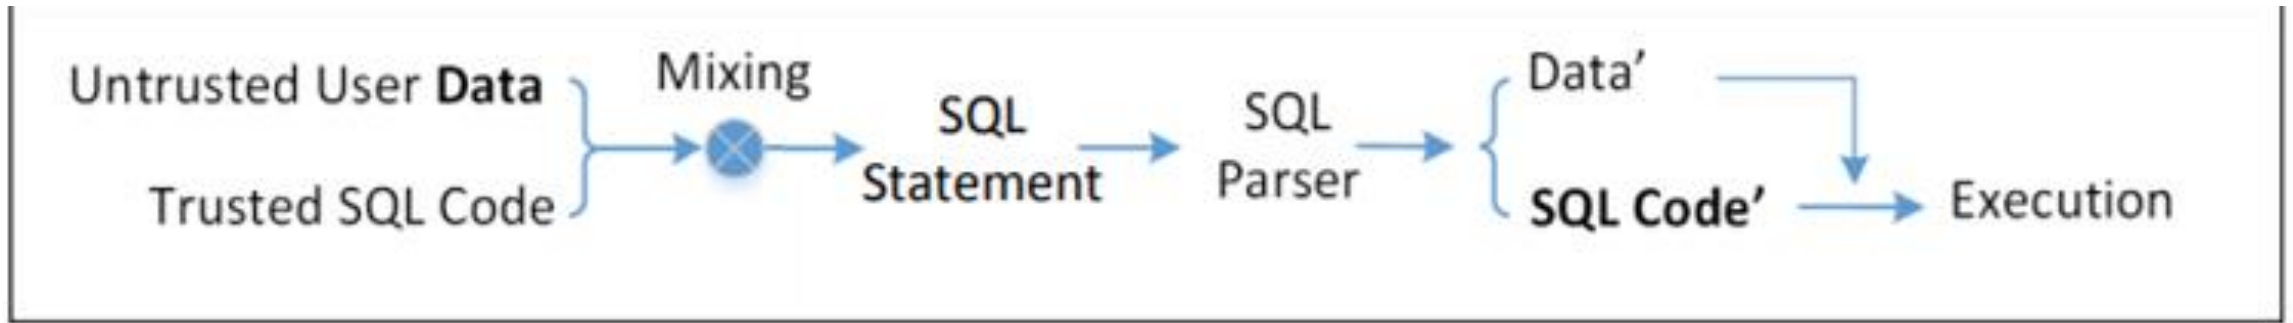 Untrusted User Data
Trusted SQL Code
Mixing
SQL
Statement
SQL
Parser
Data’
SQL Code’
Execution